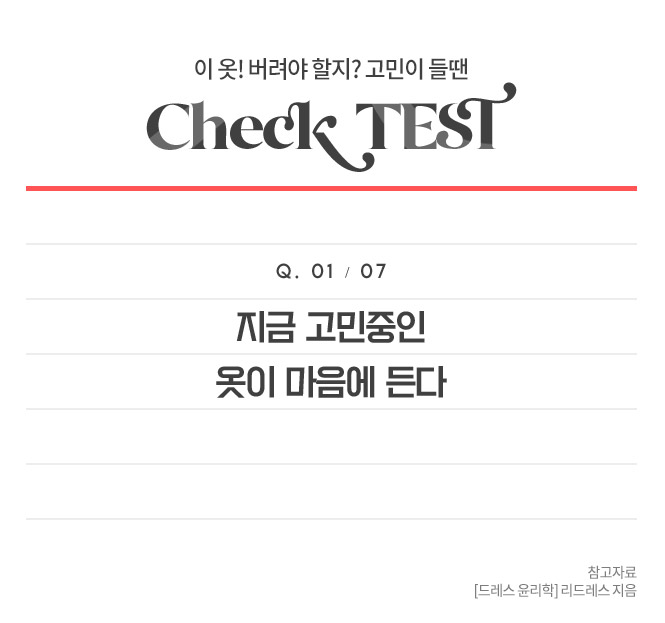 이 옷! 버려야 할지? 고민이 들땐
Check TEST
Q. 01 / 07
지금 고민중인
옷이 마음에 든다
참고자료
[드레스 윤리학] 리드레스 지음